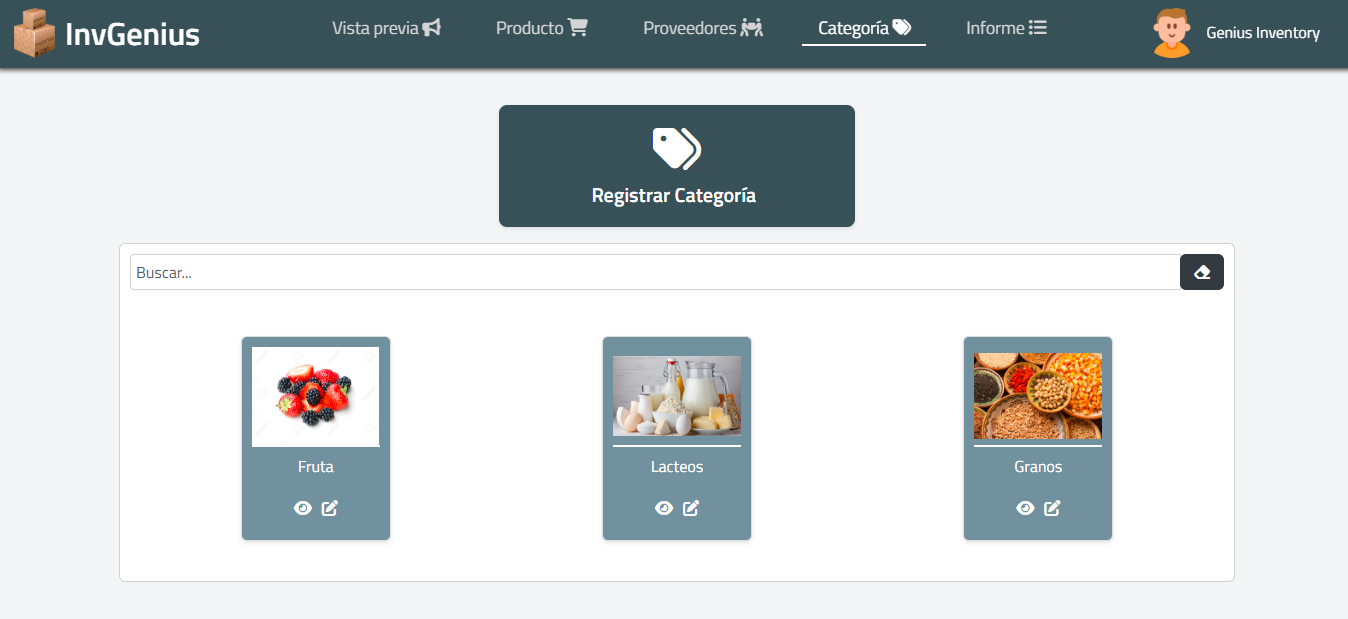 InvGenius
Vista previa
Producto
Proveedores
Categoría
Informe
Genius Inventory
Registrar Categoría
Buscar...
Fruta
Lacteos
Granos